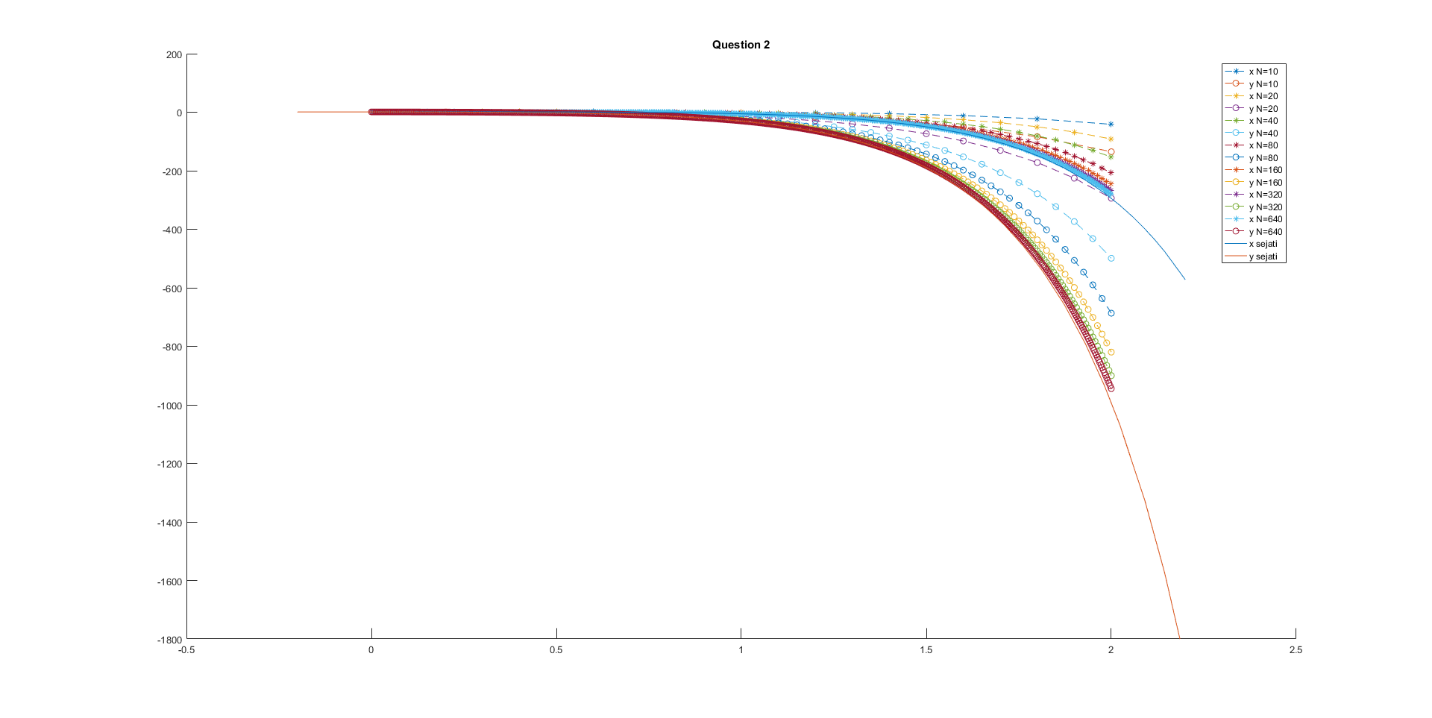 Question 2
200
0
-200
-400
-600
-800
-1000
-1200
-1400
-1600
-1800
-0.5
0
0.5
1
1.5
2
2.5
x N=10
y N=10
x N=20
y N=20
x N=40
y N=40
x N=80
y N=80
x N=160
y N=160
x N=320
y N=320
x N=640
y N=640
x sejati
y sejati